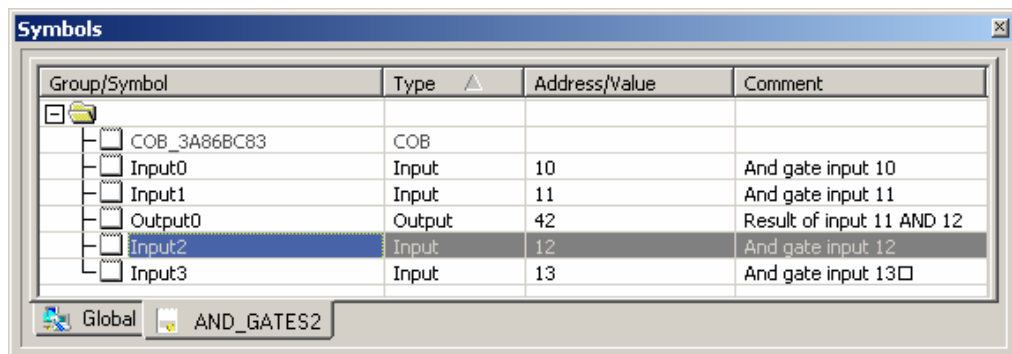 Symbols
Group/Symbol Type Address/Value Comment
COB_3A86BC83 COB
Input0 Input 10 And gate input 10
Input1 Input 11 And gate input 11
Output0 Output 42 Result of input 11 AND 12
Input2 Input 12 And gate input 12
Input3 Input 13 And gate input 13□
Global AND_GATES2